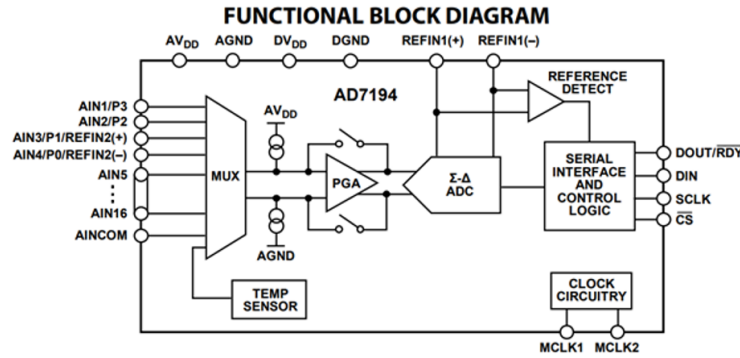 FUNCTIONAL BLOCK DIAGRAM
AVDD AGND DVDD DGND REFIN1(+) REFIN1(–)
AD7194
REFERENCE
DETECT
AIN1/P3
AIN2/P2
AIN3/P1/REFIN2(+)
AIN4/P0/REFIN2(–)
AIN5
AIN16
AINCOM
MUX
AVDD
AGND
PGA
Σ-Δ
ADC
SERIAL
INTERFACE
AND
CONTROL
LOGIC
DOUT/R̅D̅Y̅
DIN
SCLK
C̅S̅
TEMP
SENSOR
CLOCK
CIRCUITRY
MCLK1 MCLK2